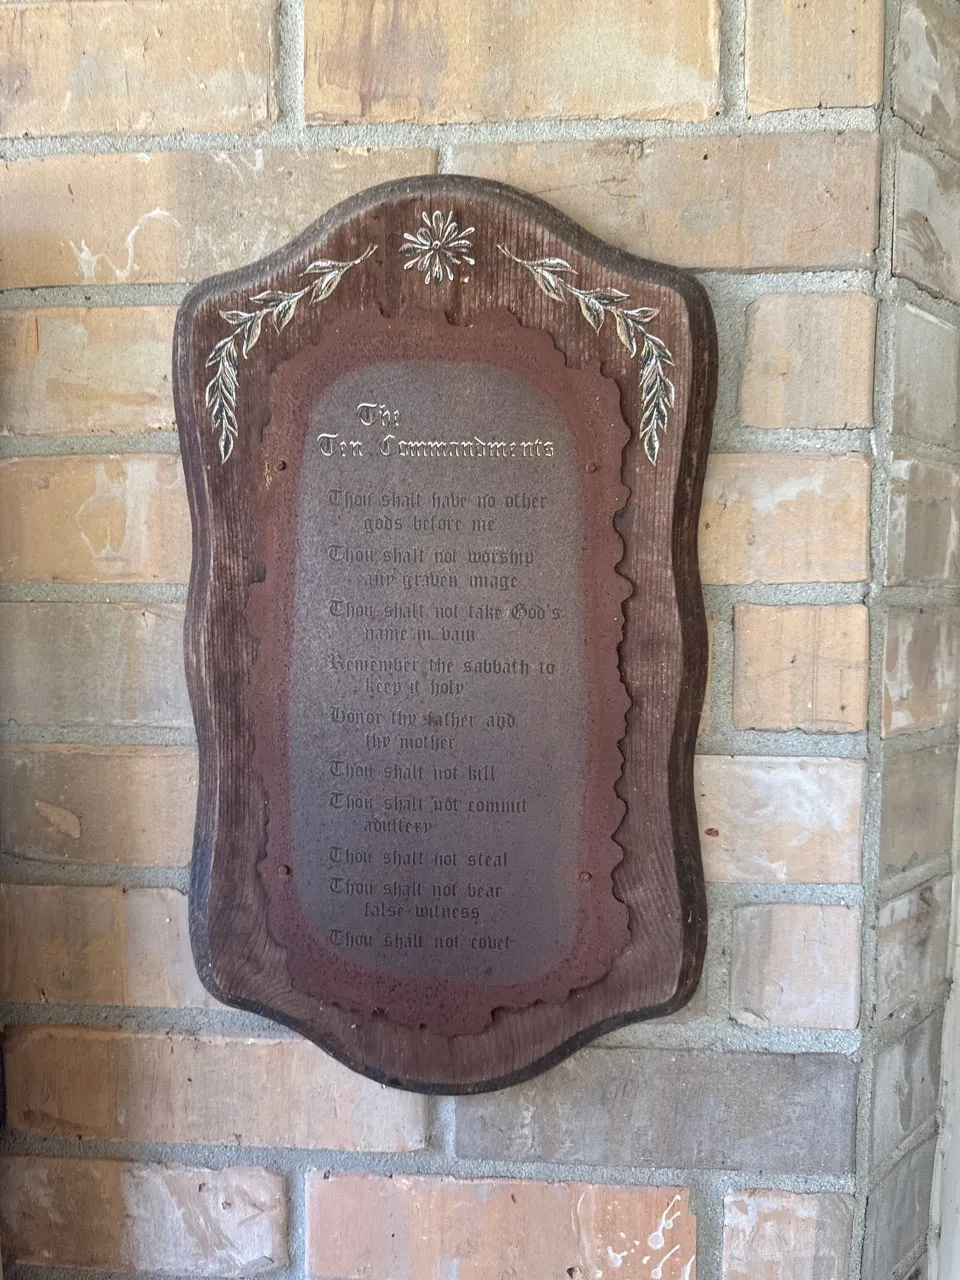 The
Ten Commandments
Thou shalt have no other
gods before me
Thou shalt not worship
any graven image
Thou shalt not take God's
name in vain
Remember the sabbath to
keep it holy
Honor thy father and
thy mother
Thou shalt not kill
Thou shalt not commit
adultery
Thou shalt not steal
Thou shalt not bear
false witness
Thou shalt not covet